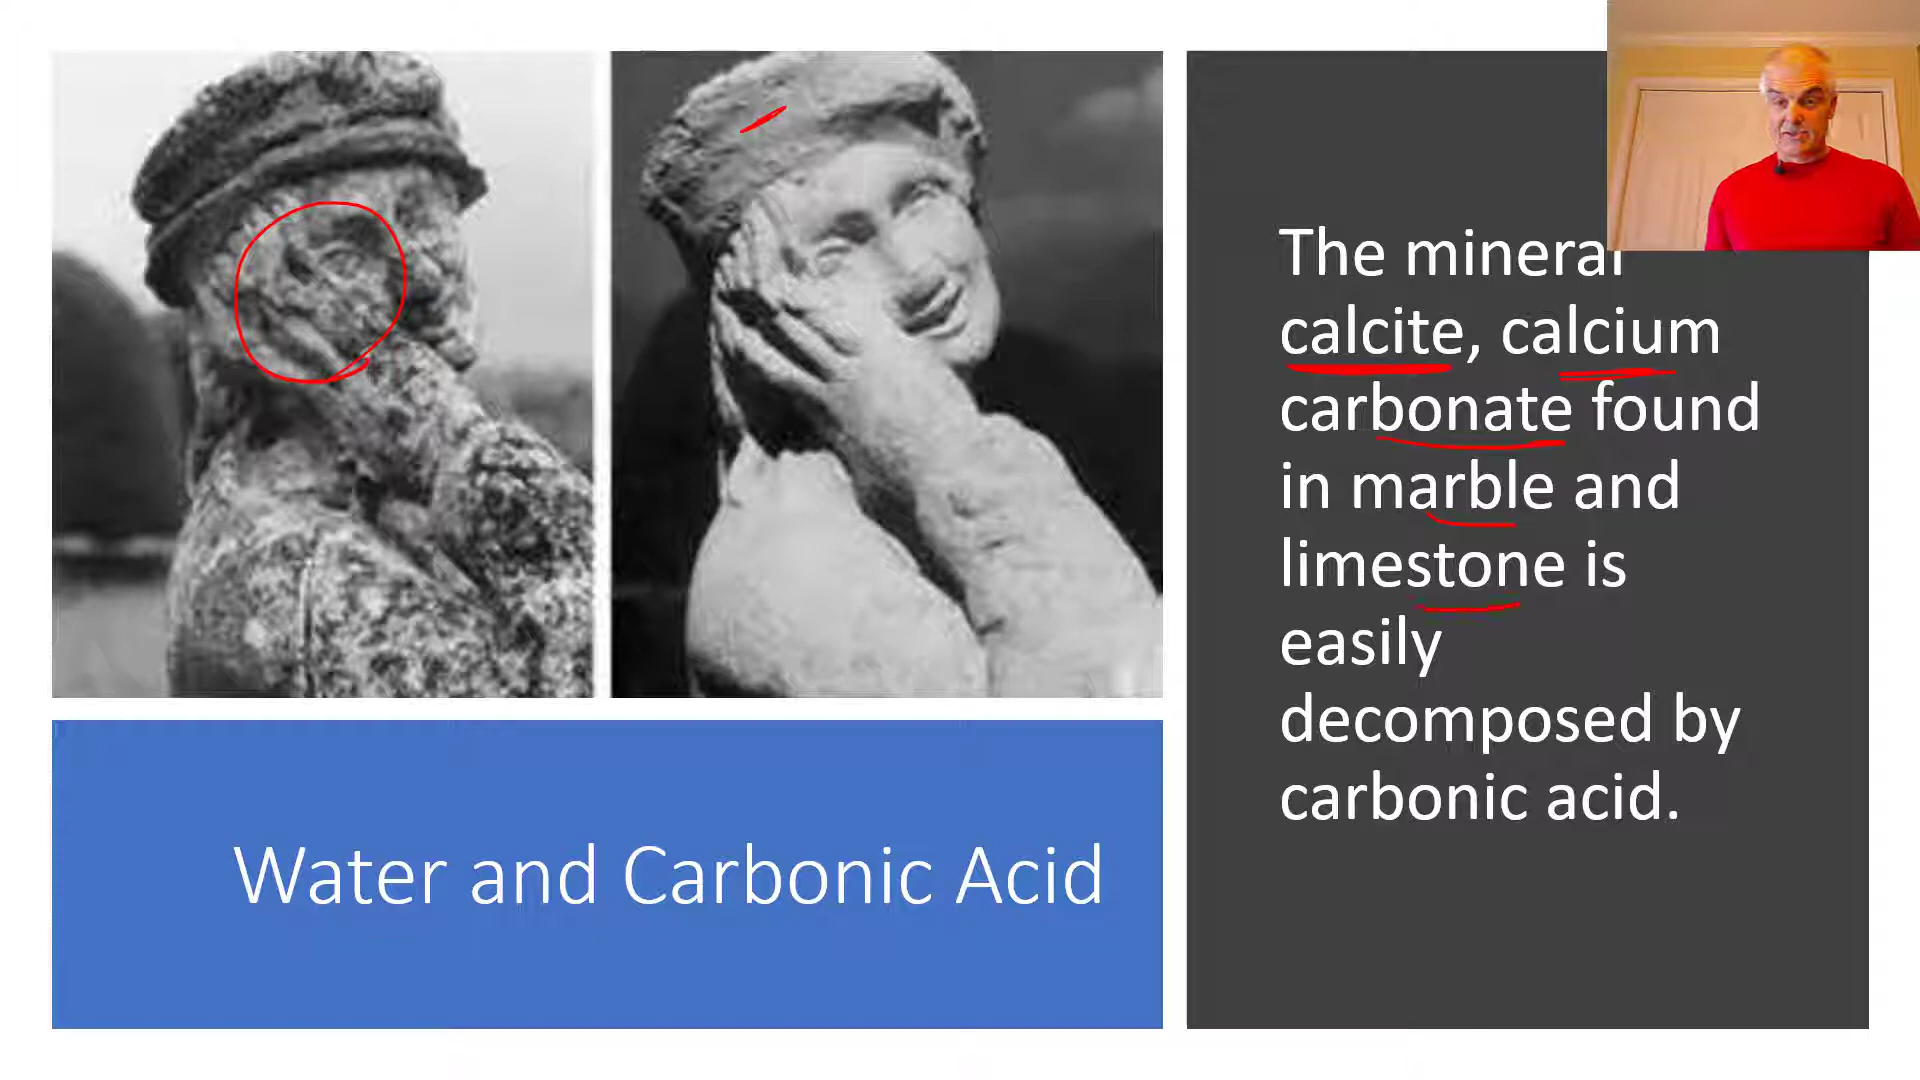 The mineral
calcite, calcium
carbonate found
in marble and
limestone is
easily
decomposed by
carbonic acid.
Water and Carbonic Acid